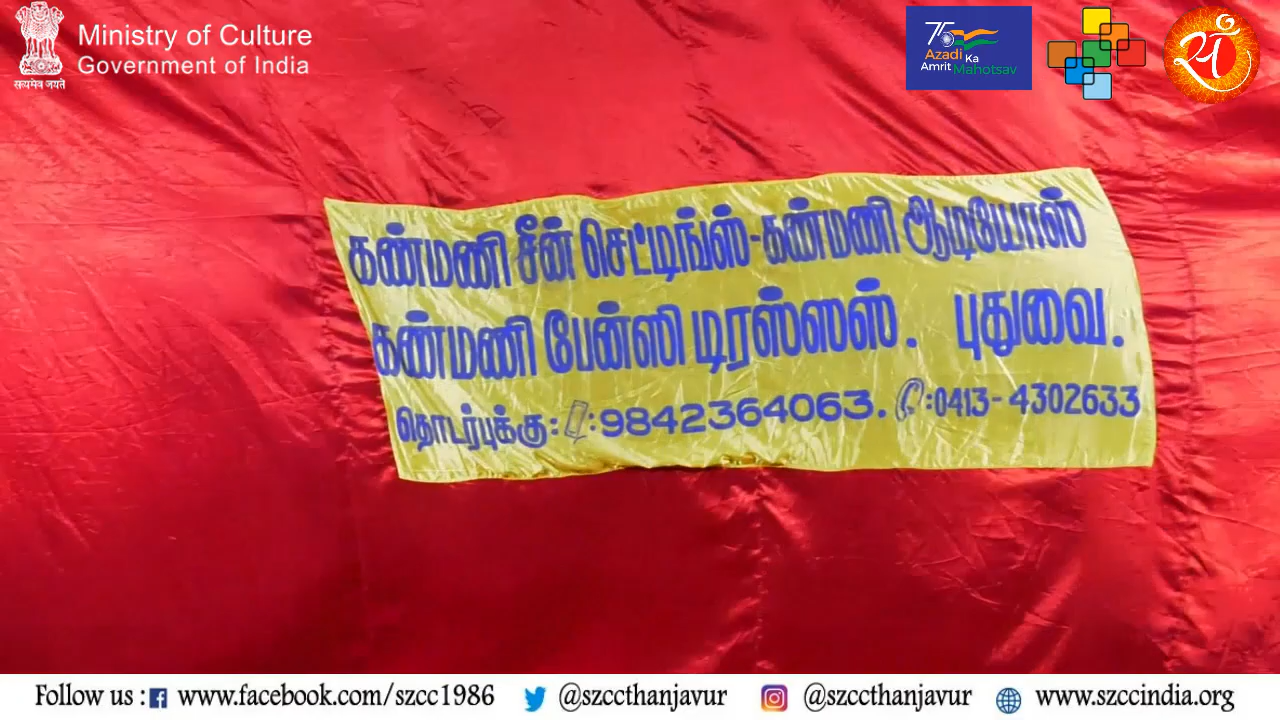 Ministry of Culture
Government of India
सत्यमेव जयते
75
Azadi Ka
Amrit Mahotsav
கண்மணி சீன் செட்டிங்ஸ்-கண்மணி ஆடியோஸ்
கண்மணி பேன்ஸி டிரஸ்ஸஸ். புதுவை.
தொடர்புக்கு: :9842364063. :0413-4302633
Follow us : www.facebook.com/szcc1986 @szccthanjavur @szccthanjavur www.szccindia.org